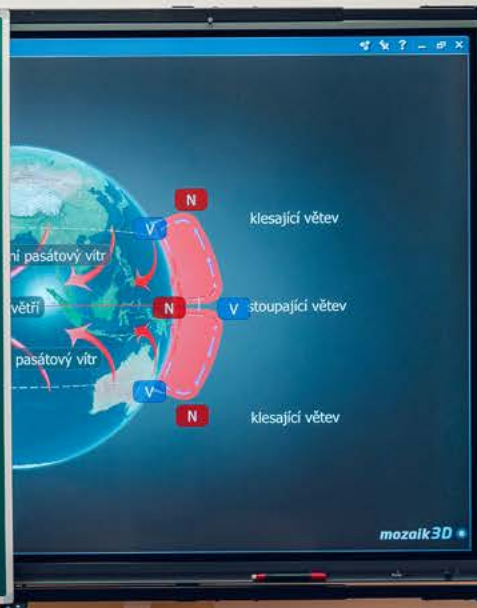 ?
N
klesající větev
V
ní pasátový vítr
větří
N
V
stoupající větev
pasátový vítr
V
N
klesající větev
mozaik3D